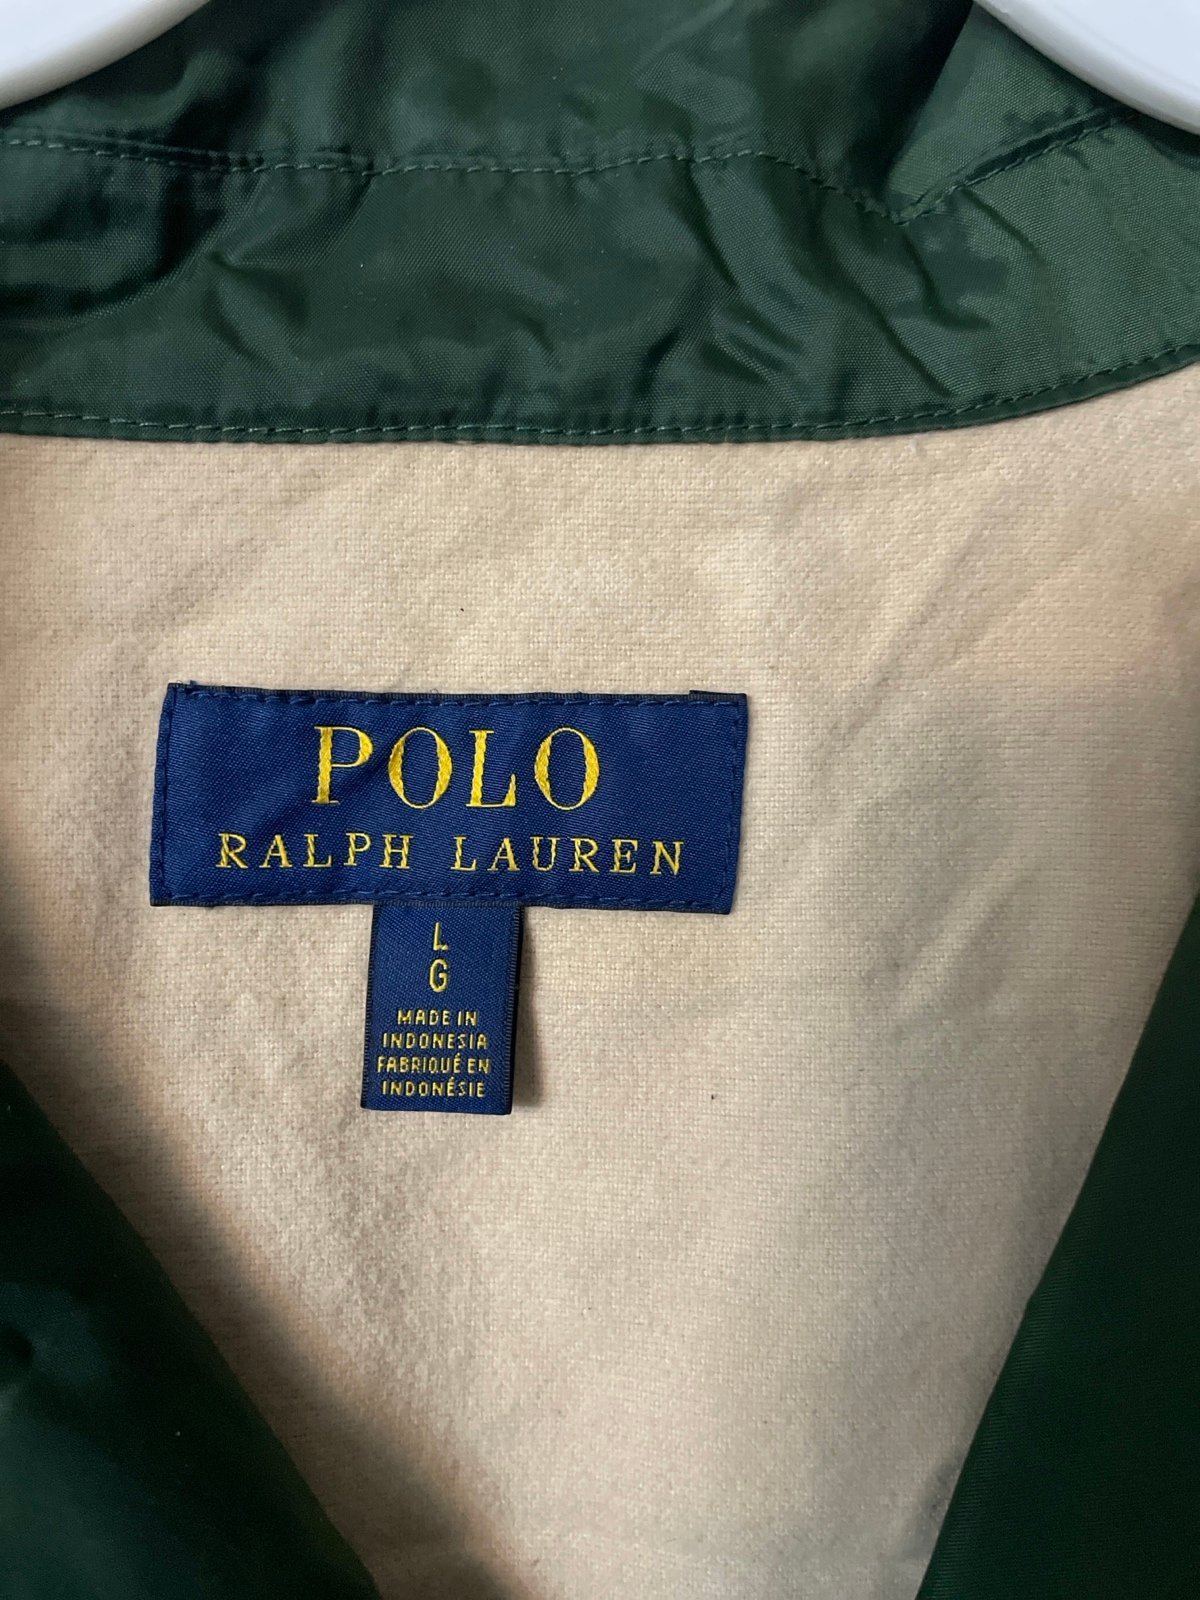 POLO
RALPH LAUREN
L
G
MADE IN
INDONESIA
FABRIQUÉ EN
INDONÉSIE